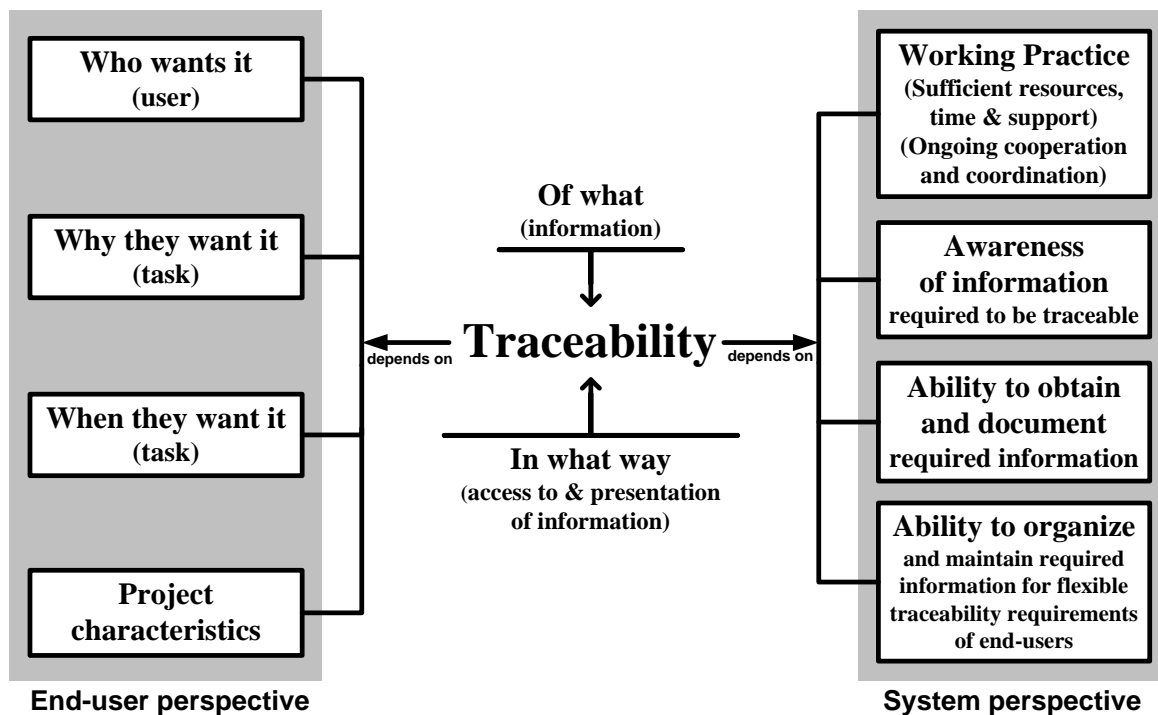 Who wants it
(user)
Why they want it
(task)
When they want it
(task)
Project
characteristics
End-user perspective
Of what
(information)
depends on
Traceability
depends on
In what way
(access to & presentation
of information)
Working Practice
(Sufficient resources,
time & support)
(Ongoing cooperation
and coordination)
Awareness
of information
required to be traceable
Ability to obtain
and document
required information
Ability to organize
and maintain required
information for flexible
traceability requirements
of end-users
System perspective